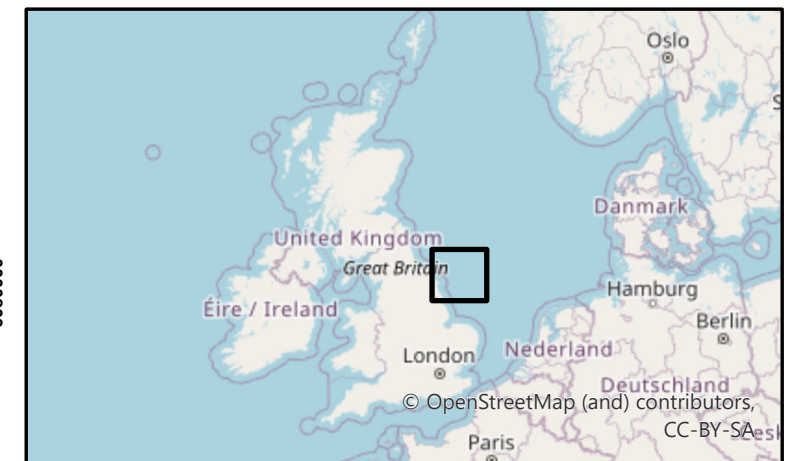 Oslo
Danmark
United Kingdom
Great Britain
Hamburg
Éire / Ireland
Berlin
Nederland
London
Deutschland
© OpenStreetMap (and) contributors,
CC-BY-SA
Paris